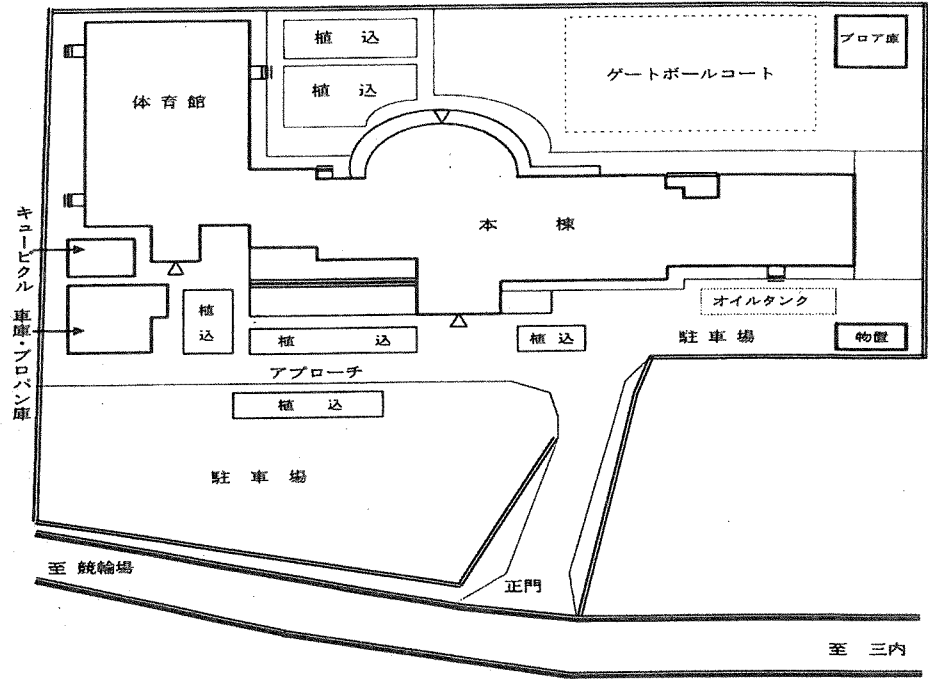 植 込
ブロア庫
植 込
ゲートボールコート
体 育 館
本 棟
キュービクル
車庫・プロパン庫
植込
オイルタンク
植 込
植 込
駐 車 場
物置
アプローチ
植 込
駐 車 場
至 競輪場
正門
至 三内